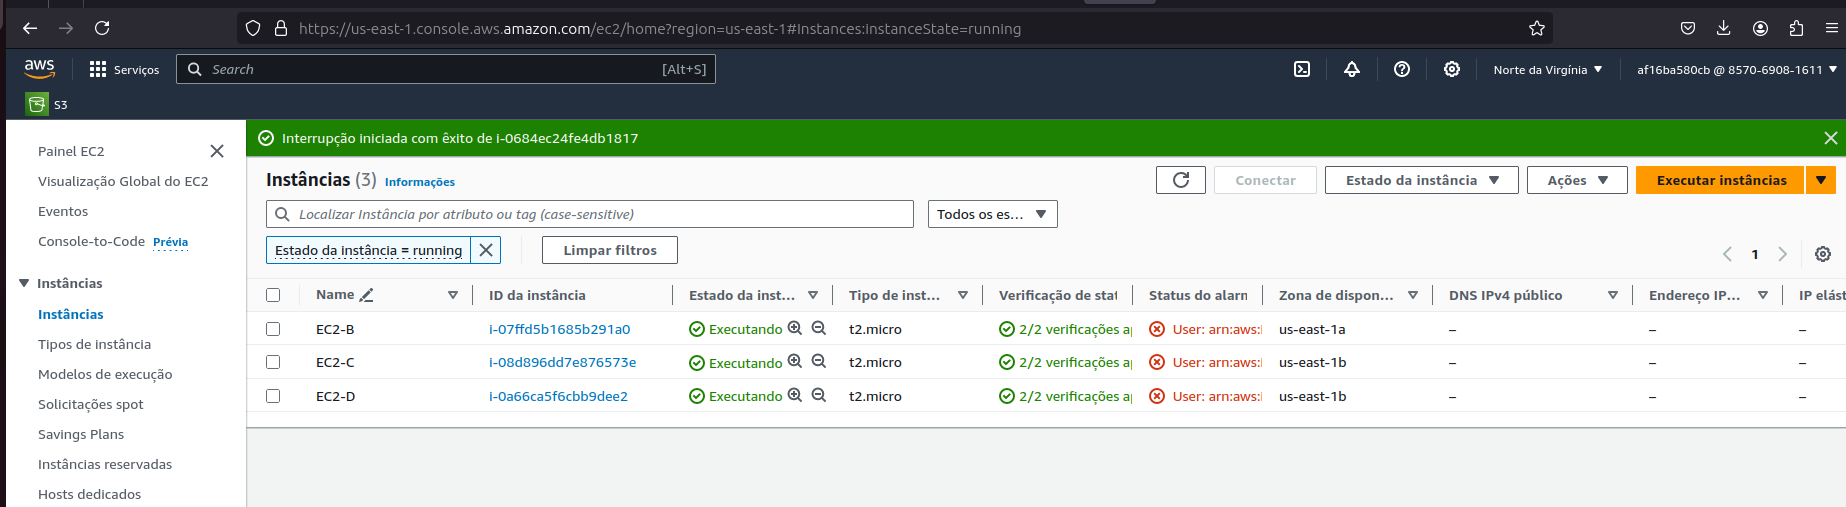 https://us-east-1.console.aws.amazon.com/ec2/home?region=us-east-1#Instances:instanceState=running
aws Serviços Search [Alt+S] Norte da Virgínia af16ba580cb @ 8570-6908-1611
S3
Interrupção iniciada com êxito de i-0684ec24fe4db1817
Painel EC2
Visualização Global do EC2
Eventos
Console-to-Code Prévia
Instâncias
Instâncias
Tipos de instância
Modelos de execução
Solicitações spot
Savings Plans
Instâncias reservadas
Hosts dedicados
Instâncias (3) Informações
Conectar Estado da instância Ações Executar instâncias
Localizar Instância por atributo ou tag (case-sensitive) Todos os es...
Estado da instância = running Limpar filtros
1
Name ID da instância Estado da inst... Tipo de inst... Verificação de stat Status do alarn Zona de dispon... DNS IPv4 público Endereço IP... IP elást
EC2-B i-07ffd5b1685b291a0 Executando t2.micro 2/2 verificações a User: arn:aws: us-east-1a – – –
EC2-C i-08d896dd7e876573e Executando t2.micro 2/2 verificações a User: arn:aws: us-east-1b – – –
EC2-D i-0a66ca5f6cbb9dee2 Executando t2.micro 2/2 verificações a User: arn:aws: us-east-1b – – –